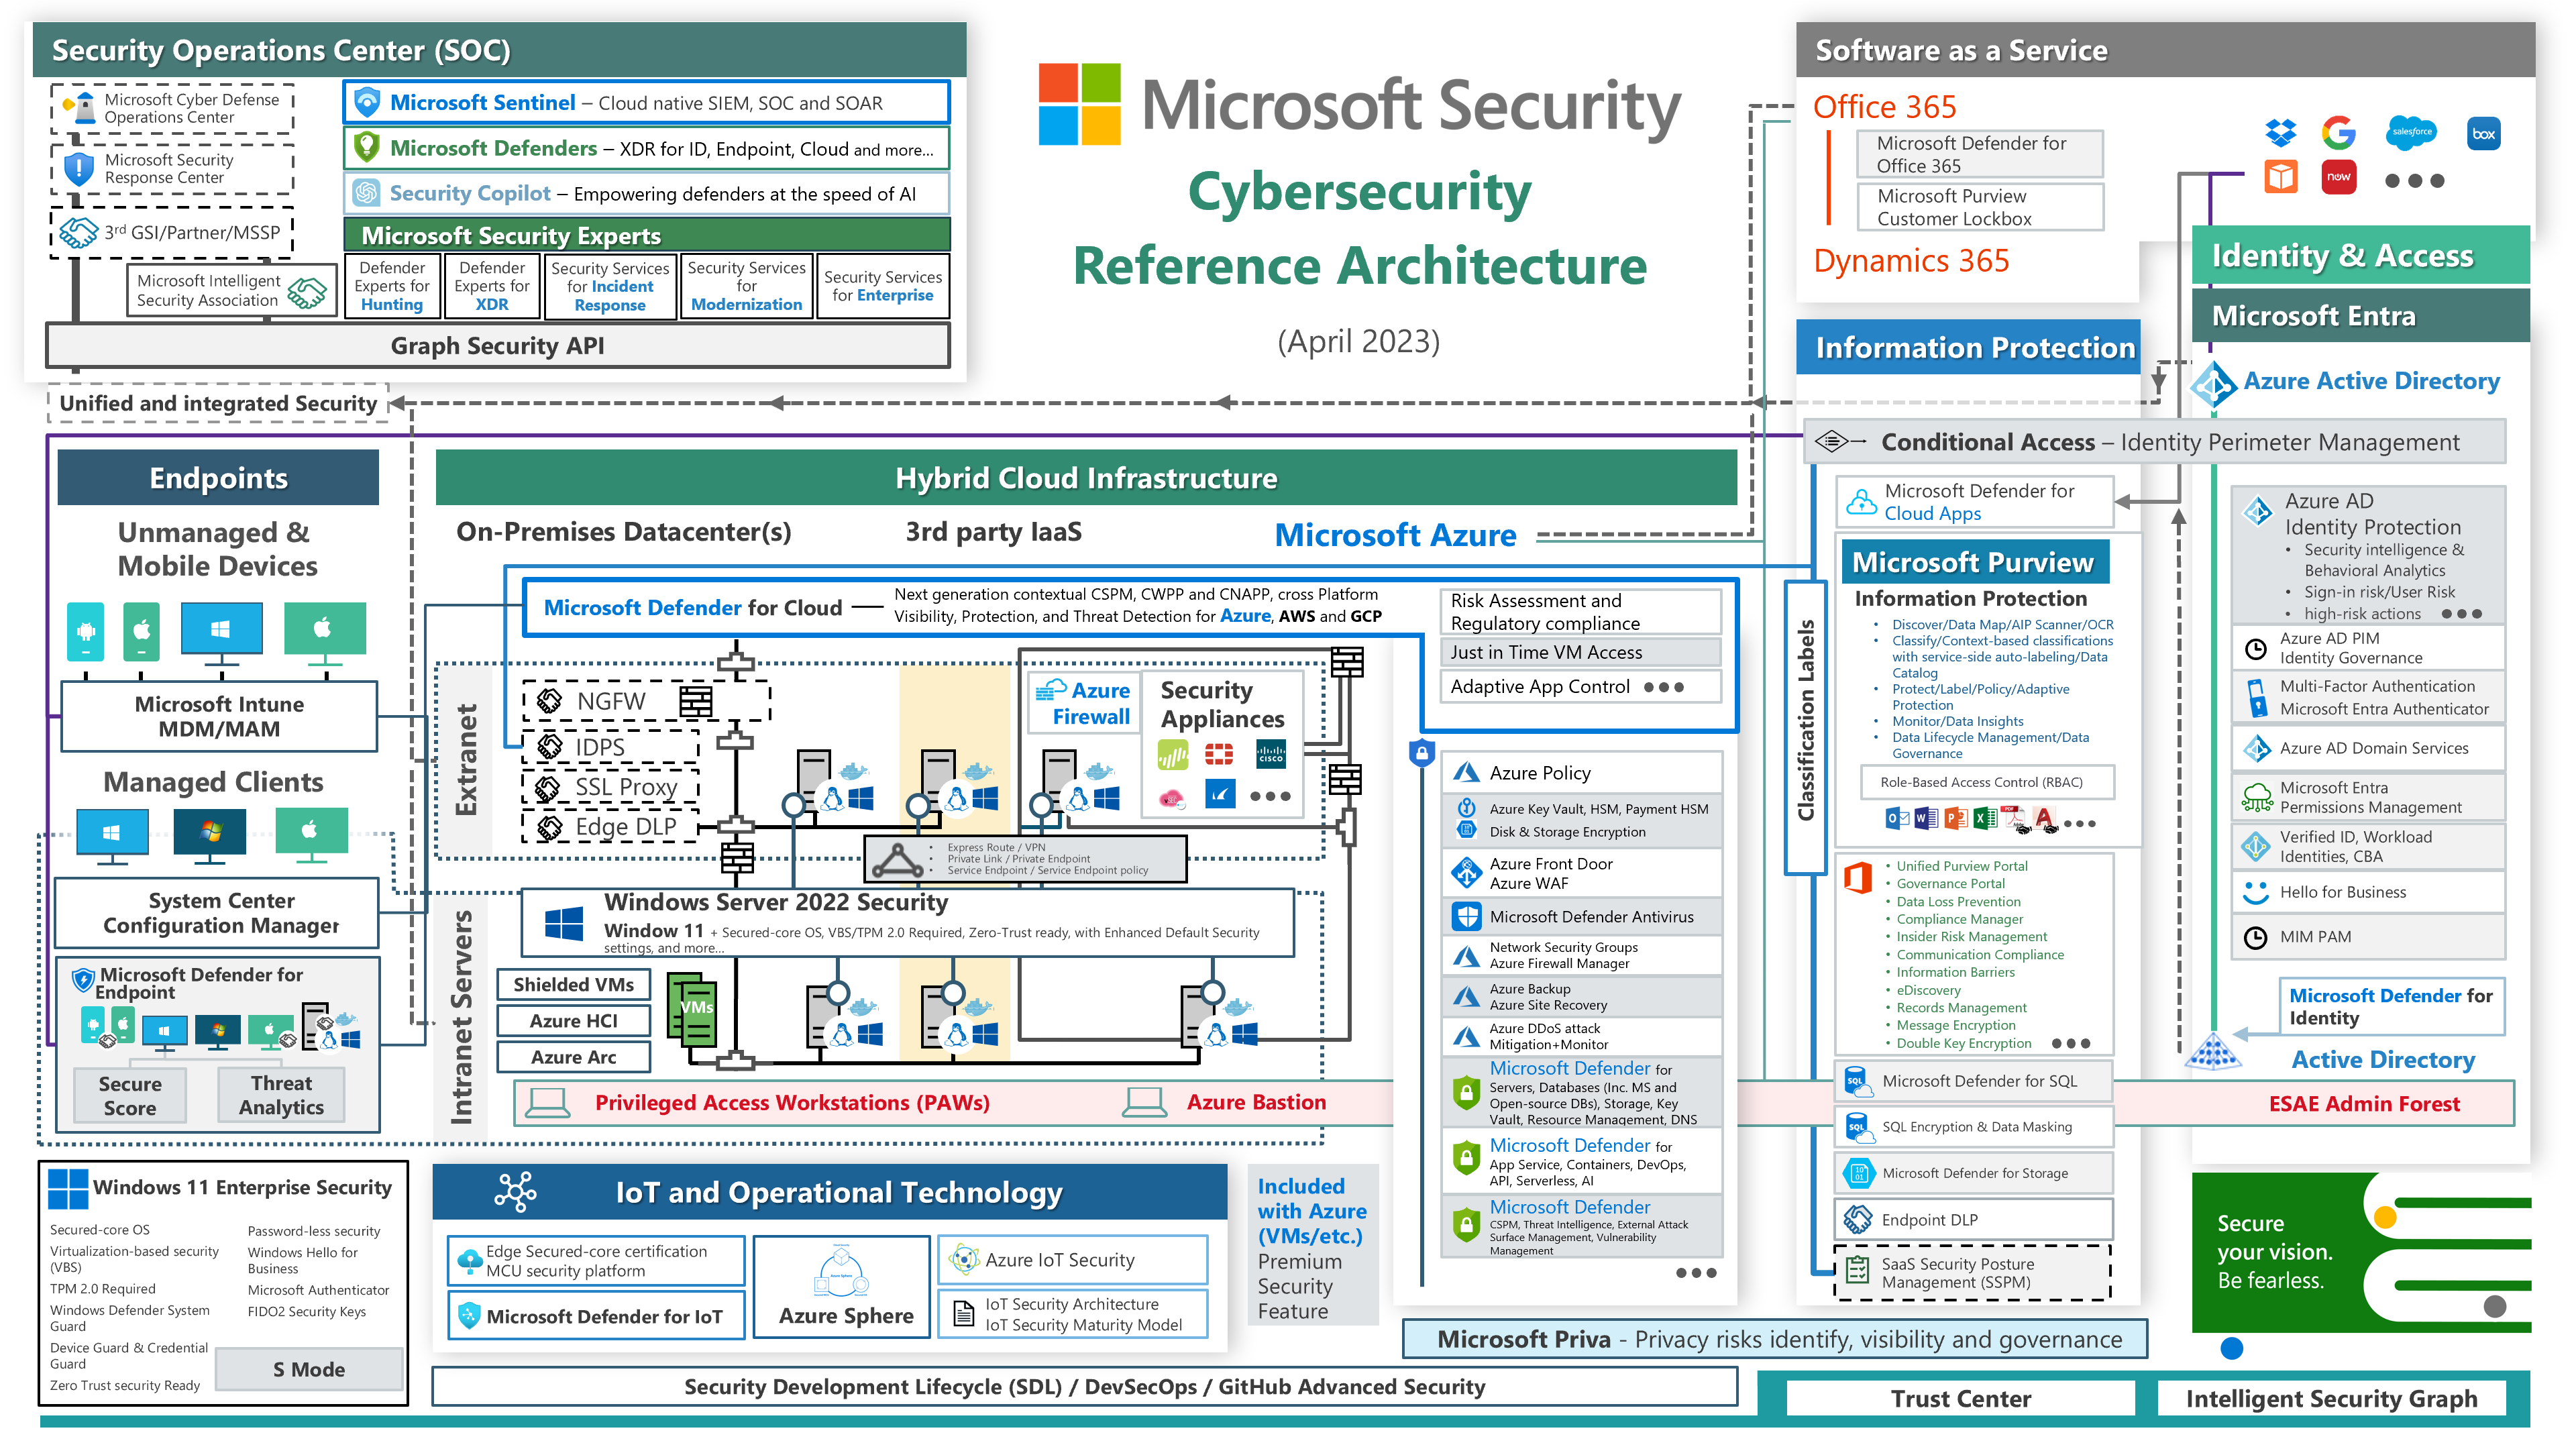 Security Operations Center (SOC)
Microsoft Cyber Defense
Operations Center
Microsoft Security
Response Center
3rd GSI/Partner/MSSP
Microsoft Intelligent
Security Association
Microsoft Sentinel – Cloud native SIEM, SOC and SOAR
Microsoft Defenders – XDR for ID, Endpoint, Cloud and more...
Security Copilot – Empowering defenders at the speed of AI
Microsoft Security Experts
Defender
Experts for
Hunting
Defender
Experts for
XDR
Security Services
for Incident
Response
Security Services
for
Modernization
Security Services
for Enterprise
Graph Security API
Unified and integrated Security
Microsoft Security
Cybersecurity
Reference Architecture
(April 2023)
Software as a Service
Office 365
Microsoft Defender for
Office 365
Microsoft Purview
Customer Lockbox
Dynamics 365
salesforce
box
now
Identity & Access
Microsoft Entra
Azure Active Directory
Information Protection
Conditional Access – Identity Perimeter Management
Endpoints
Unmanaged &
Mobile Devices
Microsoft Intune
MDM/MAM
Managed Clients
System Center
Configuration Manager
Microsoft Defender for
Endpoint
Secure
Score
Threat
Analytics
Hybrid Cloud Infrastructure
On-Premises Datacenter(s)
3rd party IaaS
Microsoft Azure
Microsoft Defender for Cloud
Next generation contextual CSPM, CWPP and CNAPP, cross Platform
Visibility, Protection, and Threat Detection for Azure, AWS and GCP
Risk Assessment and
Regulatory compliance
Just in Time VM Access
Adaptive App Control
Extranet
NGFW
IDPS
SSL Proxy
Edge DLP
Azure
Firewall
Security
Appliances
CISCO
• Express Route / VPN
• Private Link / Private Endpoint
• Service Endpoint / Service Endpoint policy
Intranet Servers
Windows Server 2022 Security
Window 11 + Secured-core OS, VBS/TPM 2.0 Required, Zero-Trust ready, with Enhanced Default Security
settings, and more...
Shielded VMs
Azure HCI
Azure Arc
VMs
Privileged Access Workstations (PAWs)
Azure Bastion
Azure Policy
Azure Key Vault, HSM, Payment HSM
Disk & Storage Encryption
Azure Front Door
Azure WAF
Microsoft Defender Antivirus
Network Security Groups
Azure Firewall Manager
Azure Backup
Azure Site Recovery
Azure DDoS attack
Mitigation+Monitor
Microsoft Defender for
Servers, Databases (Inc. MS and
Open-source DBs), Storage, Key
Vault, Resource Management, DNS
Microsoft Defender for
App Service, Containers, DevOps,
API, Serverless, AI
Microsoft Defender
CSPM, Threat Intelligence, External Attack
Surface Management, Vulnerability
Management
Classification Labels
Microsoft Defender for
Cloud Apps
Microsoft Purview
Information Protection
• Discover/Data Map/AIP Scanner/OCR
• Classify/Context-based classifications
with service-side auto-labeling/Data
Catalog
• Protect/Label/Policy/Adaptive
Protection
• Monitor/Data Insights
• Data Lifecycle Management/Data
Governance
Role-Based Access Control (RBAC)
• Unified Purview Portal
• Governance Portal
• Data Loss Prevention
• Compliance Manager
• Insider Risk Management
• Communication Compliance
• Information Barriers
• eDiscovery
• Records Management
• Message Encryption
• Double Key Encryption
SQL
Microsoft Defender for SQL
SQL
SQL Encryption & Data Masking
Microsoft Defender for Storage
Endpoint DLP
SaaS Security Posture
Management (SSPM)
Azure AD
Identity Protection
• Security intelligence &
Behavioral Analytics
• Sign-in risk/User Risk
• high-risk actions
Azure AD PIM
Identity Governance
Multi-Factor Authentication
Microsoft Entra Authenticator
Azure AD Domain Services
Microsoft Entra
Permissions Management
Verified ID, Workload
Identities, CBA
Hello for Business
MIM PAM
Microsoft Defender for
Identity
Active Directory
ESAE Admin Forest
Windows 11 Enterprise Security
Secured-core OS
Virtualization-based security
(VBS)
TPM 2.0 Required
Windows Defender System
Guard
Device Guard & Credential
Guard
Zero Trust security Ready
Password-less security
Windows Hello for
Business
Microsoft Authenticator
FIDO2 Security Keys
S Mode
IoT and Operational Technology
Edge Secured-core certification
MCU security platform
Microsoft Defender for IoT
Azure Sphere
Azure IoT Security
IoT Security Architecture
IoT Security Maturity Model
Included
with Azure
(VMs/etc.)
Premium
Security
Feature
Secure
your vision.
Be fearless.
Microsoft Priva - Privacy risks identify, visibility and governance
Security Development Lifecycle (SDL) / DevSecOps / GitHub Advanced Security
Trust Center
Intelligent Security Graph